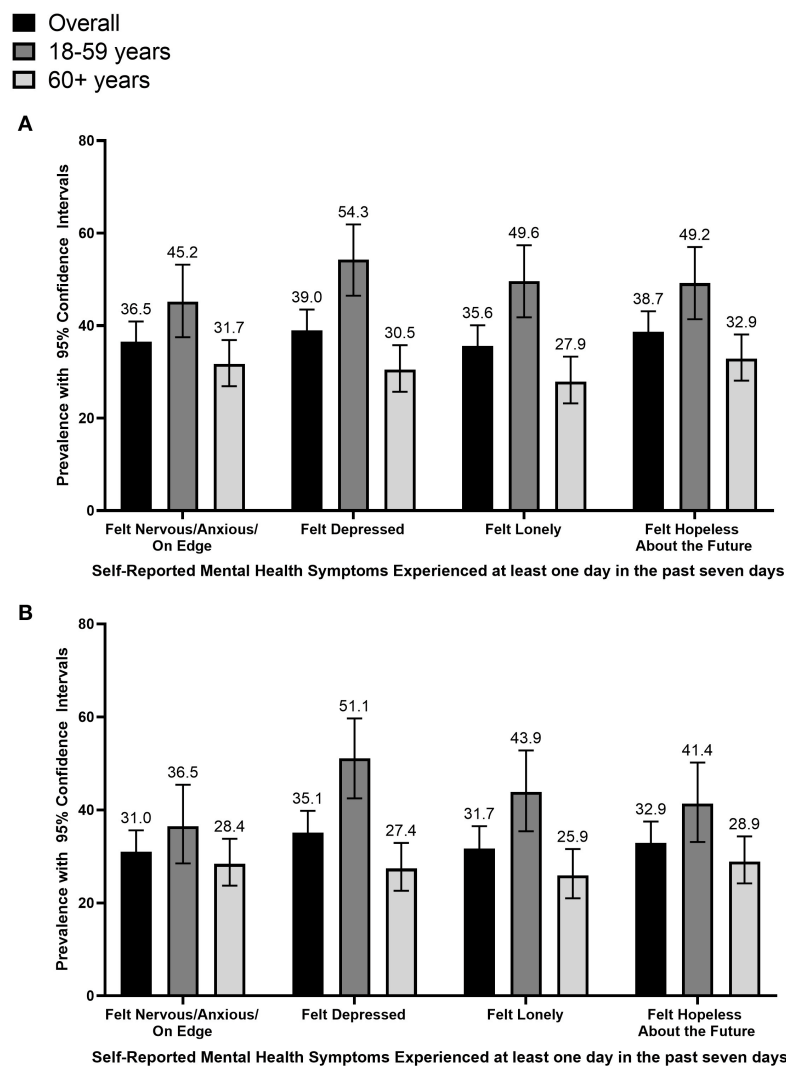 Overall
18-59 years
60+ years
A
Prevalence with 95% Confidence Intervals
80
60
40
20
0
36.5
45.2
31.7
39.0
54.3
30.5
35.6
49.6
27.9
38.7
49.2
32.9
Felt Nervous/Anxious/
On Edge
Felt Depressed
Felt Lonely
Felt Hopeless
About the Future
Self-Reported Mental Health Symptoms Experienced at least one day in the past seven days
B
Prevalence with 95% Confidence Intervals
80
60
40
20
0
31.0
36.5
28.4
35.1
51.1
27.4
31.7
43.9
25.9
32.9
41.4
28.9
Felt Nervous/Anxious/
On Edge
Felt Depressed
Felt Lonely
Felt Hopeless
About the Future
Self-Reported Mental Health Symptoms Experienced at least one day in the past seven days